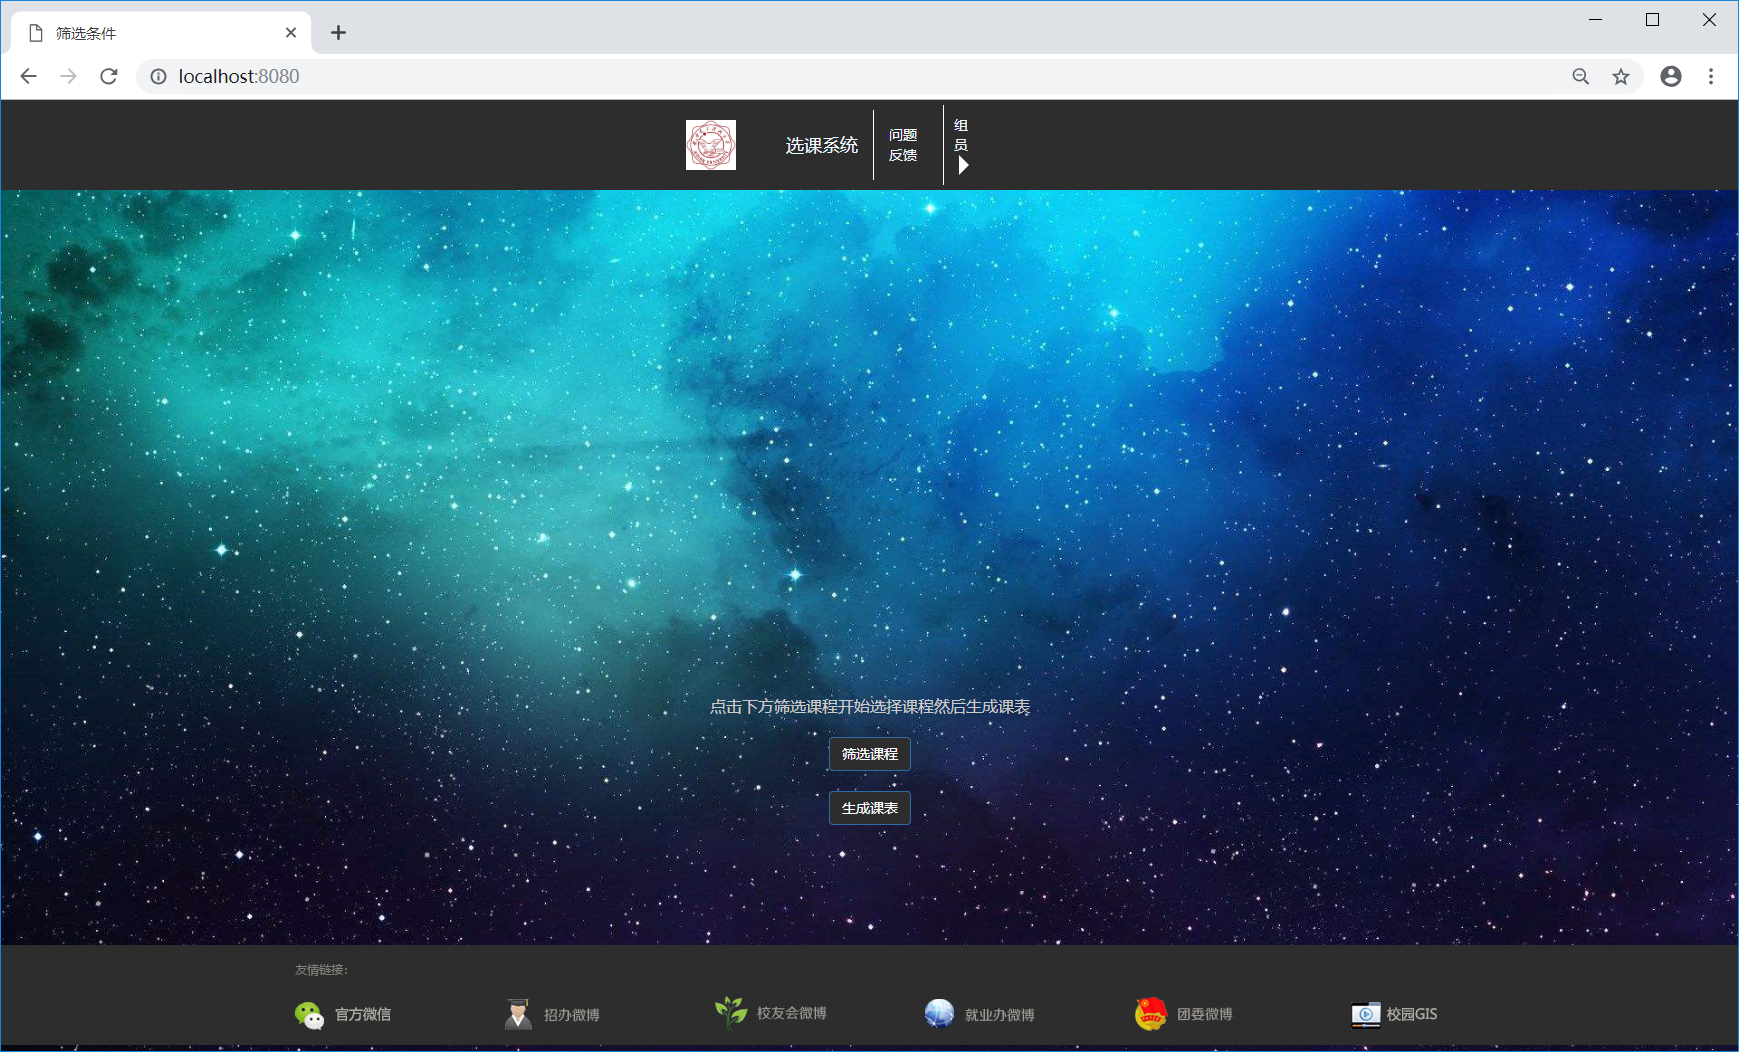 筛选条件
localhost:8080
选课系统
问题
反馈
组
员
点击下方筛选课程开始选择课程然后生成课表
筛选课程
生成课表
友情链接:
官方微信
招办微博
校友会微博
就业办微博
团委微博
校园GIS